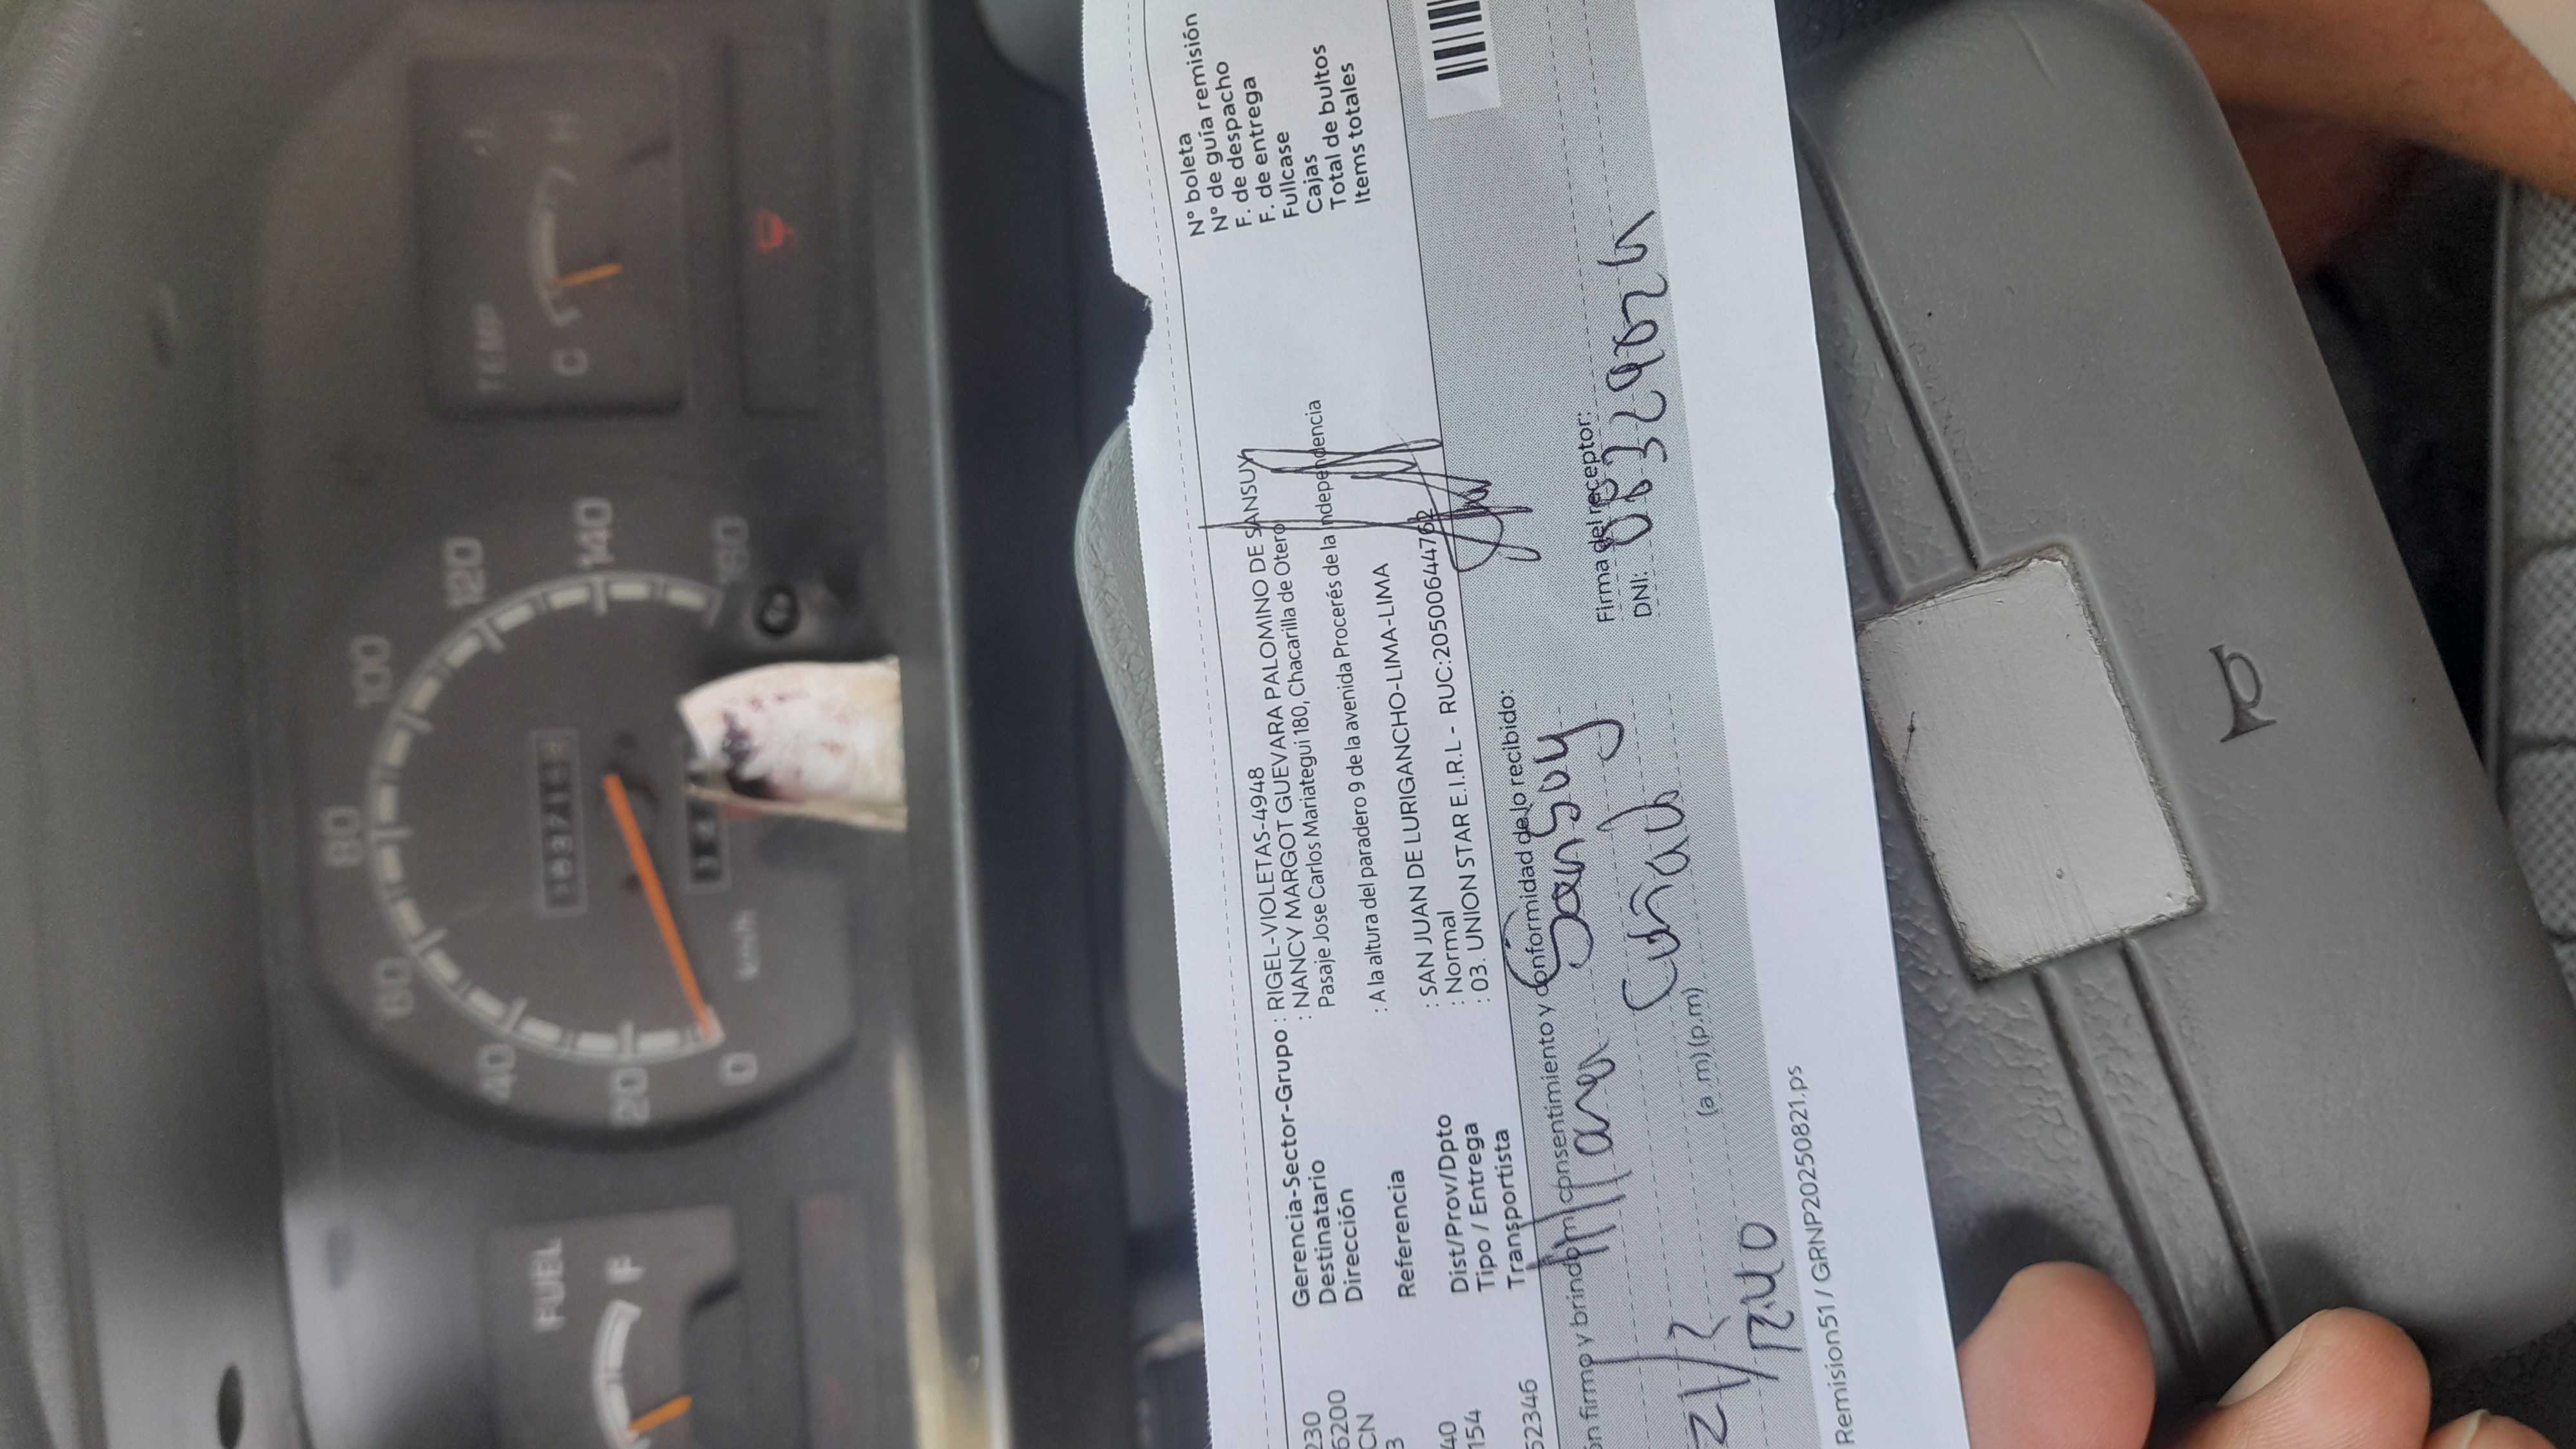 230
6200
CN
3
40
154
52346
Gerencia-Sector-Grupo : RIGEL-VIOLETAS-4948
Destinatario : NANCY MARGOT GUEVARA PALOMINO DE SANSUY
Dirección Pasaje Jose Carlos Mariategui 180, Chacarilla de Otero
Referencia : A la altura del paradero 9 de la avenida Procerés de la Independencia
Dist/Prov/Dpto : SAN JUAN DE LURIGANCHO-LIMA-LIMA
Tipo / Entrega : Normal
Transportista : 03. UNION STAR E.I.R.L - RUC:20500644762
N° boleta
N° de guía remisión
F. de despacho
F. de entrega
Fullcase
Cajas
Total de bultos
Items totales
firmo y brindo mi consentimiento y conformidad de lo recibido:
Sansuy
Cuñado
(a.m) (p.m)
Firma del receptor:
DNI:
Remision51 / GRNP20250821.ps
FUEL
F
0
20
40
60
80
100
120
140
km/h
TEMP
C
H